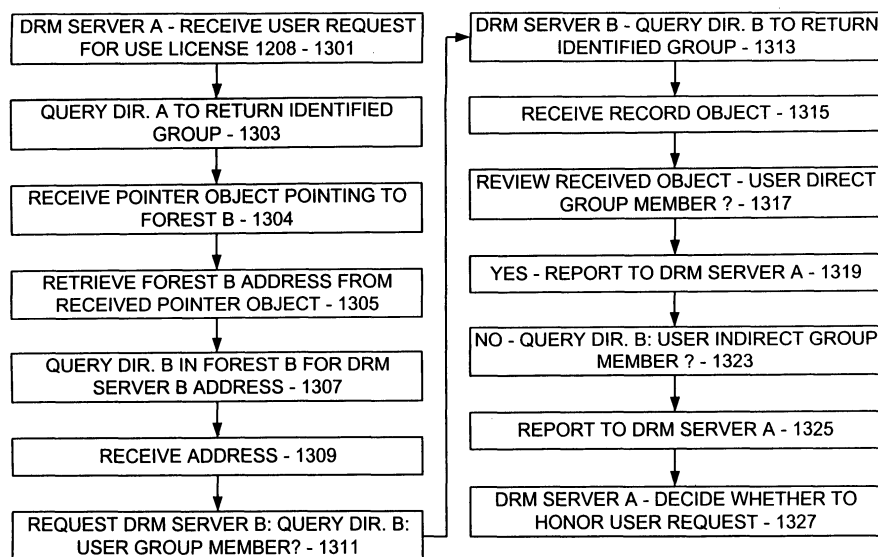 DRM SERVER A - RECEIVE USER REQUEST
FOR USE LICENSE 1208 - 1301
QUERY DIR. A TO RETURN IDENTIFIED
GROUP - 1303
RECEIVE POINTER OBJECT POINTING TO
FOREST B - 1304
RETRIEVE FOREST B ADDRESS FROM
RECEIVED POINTER OBJECT - 1305
QUERY DIR. B IN FOREST B FOR DRM
SERVER B ADDRESS - 1307
RECEIVE ADDRESS - 1309
REQUEST DRM SERVER B: QUERY DIR. B:
USER GROUP MEMBER? - 1311
DRM SERVER B - QUERY DIR. B TO RETURN
IDENTIFIED GROUP - 1313
RECEIVE RECORD OBJECT - 1315
REVIEW RECEIVED OBJECT - USER DIRECT
GROUP MEMBER ? - 1317
YES - REPORT TO DRM SERVER A - 1319
NO - QUERY DIR. B: USER INDIRECT GROUP
MEMBER ? - 1323
REPORT TO DRM SERVER A - 1325
DRM SERVER A - DECIDE WHETHER TO
HONOR USER REQUEST - 1327